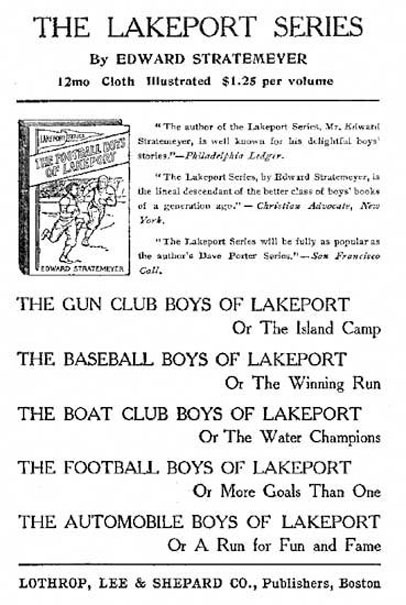 THE LAKEPORT SERIES
By EDWARD STRATEMEYER
12mo Cloth Illustrated $1.25 per volume
LAKEPORT SERIES
THE FOOTBALL BOYS
OF LAKEPORT
EDWARD STRATEMEYER
"The author of the Lakeport Series, Mr. Edward
Stratemeyer, is well known for his delightful boys'
stories."—Philadelphia Ledger.
"The Lakeport Series, by Edward Stratemeyer, is
the lineal descendant of the better class of boys' books
of a generation ago."—Christian Advocate, New
York.
"The Lakeport Series will be fully as popular as
the author's Dave Porter Series."—San Francisco
Call.
THE GUN CLUB BOYS OF LAKEPORT
Or The Island Camp
THE BASEBALL BOYS OF LAKEPORT
Or The Winning Run
THE BOAT CLUB BOYS OF LAKEPORT
Or The Water Champions
THE FOOTBALL BOYS OF LAKEPORT
Or More Goals Than One
THE AUTOMOBILE BOYS OF LAKEPORT
Or A Run for Fun and Fame
LOTHROP, LEE & SHEPARD CO., Publishers, Boston